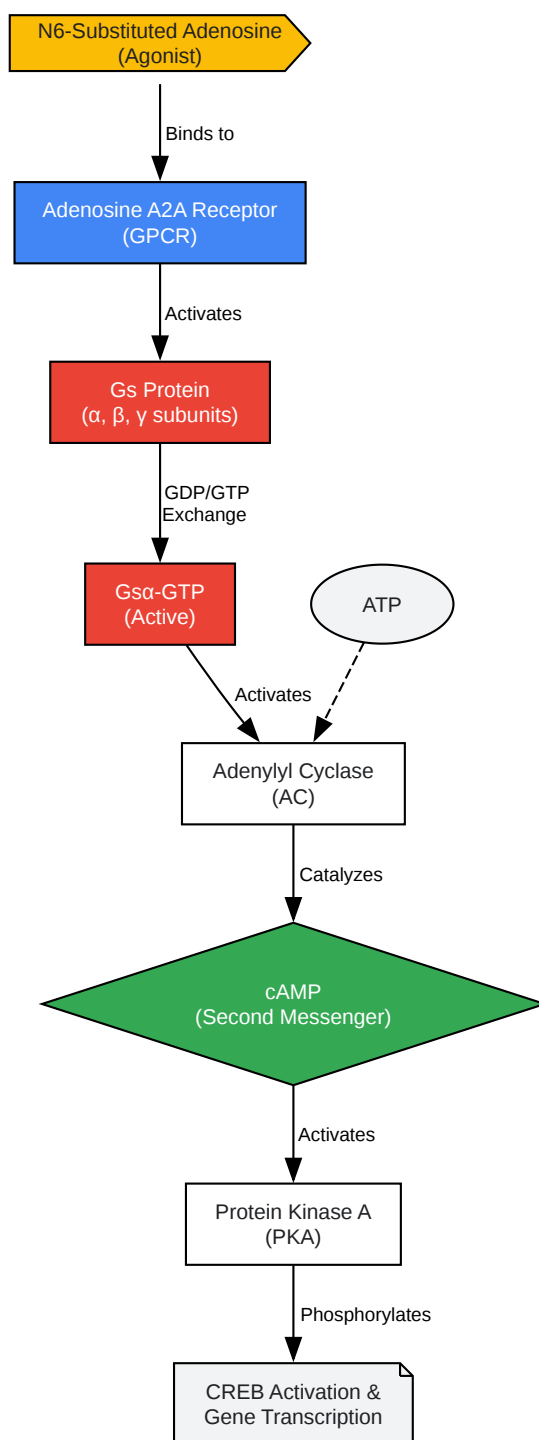 N6-Substituted Adenosine
(Agonist)
Binds to
Adenosine A2A Receptor
(GPCR)
Activates
Gs Protein
(α, β, γ subunits)
GDP/GTP
Exchange
Gsα-GTP
(Active)
ATP
Activates
Adenylyl Cyclase
(AC)
Catalyzes
cAMP
(Second Messenger)
Activates
Protein Kinase A
(PKA)
Phosphorylates
CREB Activation &
Gene Transcription